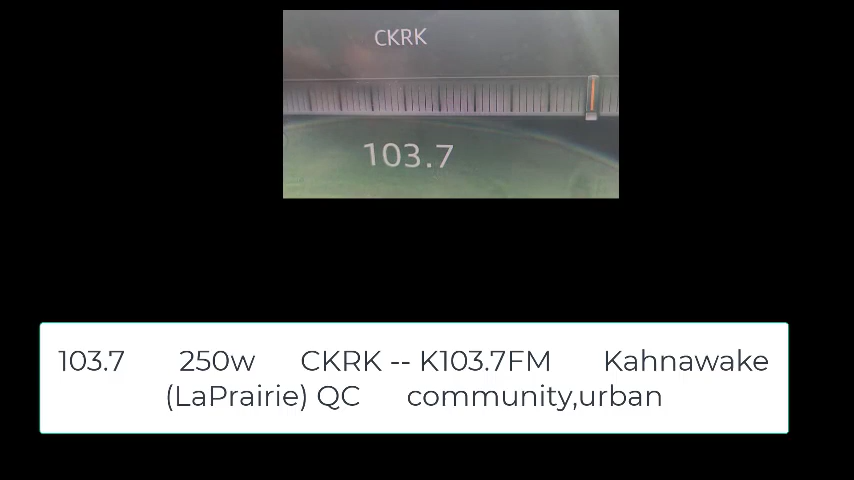 CKRK
103.7
103.7 250w CKRK -- K103.7FM Kahnawake
(LaPrairie) QC community,urban